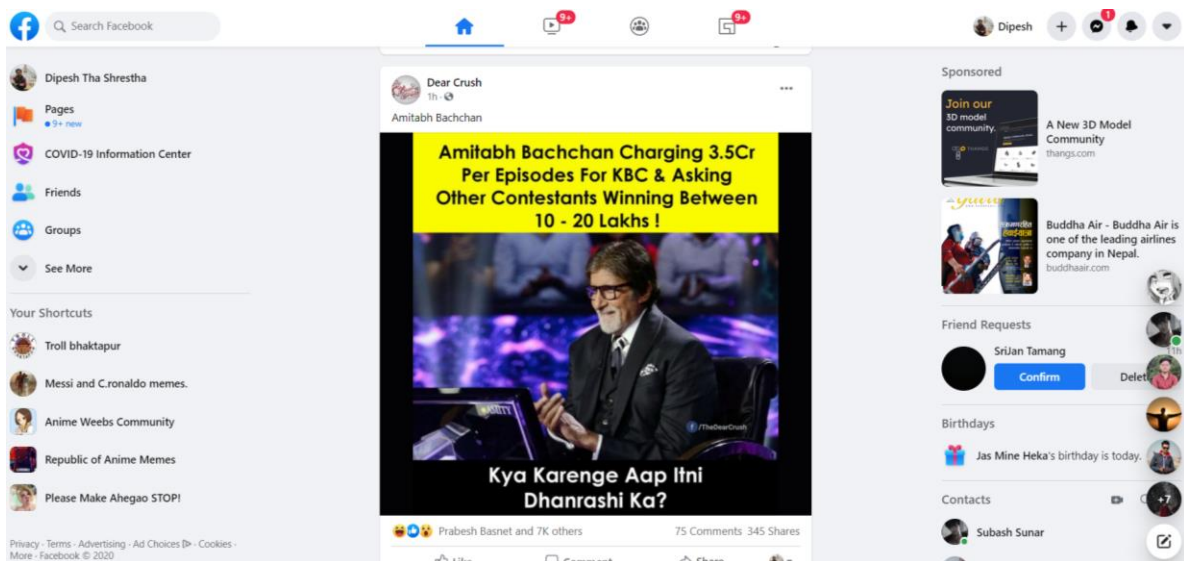 Search Facebook
9+
9+
Dipesh
1
Dipesh Tha Shrestha
Pages
9+ new
COVID-19 Information Center
Friends
Groups
See More
Your Shortcuts
Troll bhaktapur
Messi and C.ronaldo memes.
Anime Weebs Community
Republic of Anime Memes
Please Make Ahegao STOP!
Privacy · Terms · Advertising · Ad Choices · Cookies ·
More · Facebook © 2020
Dear Crush
1h ·
Amitabh Bachchan
Amitabh Bachchan Charging 3.5Cr
Per Episodes For KBC & Asking
Other Contestants Winning Between
10 - 20 Lakhs !
f /TheDearCrush
Kya Karenge Aap Itni
Dhanrashi Ka?
Prabesh Basnet and 7K others
75 Comments 345 Shares
Like
Comment
Share
Sponsored
Join our
3D model
community.
THANGS
A New 3D Model
Community
thangs.com
Buddha Air - Buddha Air is
one of the leading airlines
company in Nepal.
buddhaair.com
Friend Requests
SriJan Tamang
11h
Confirm
Delet
Birthdays
Jas Mine Heka's birthday is today.
Contacts
+7
Subash Sunar